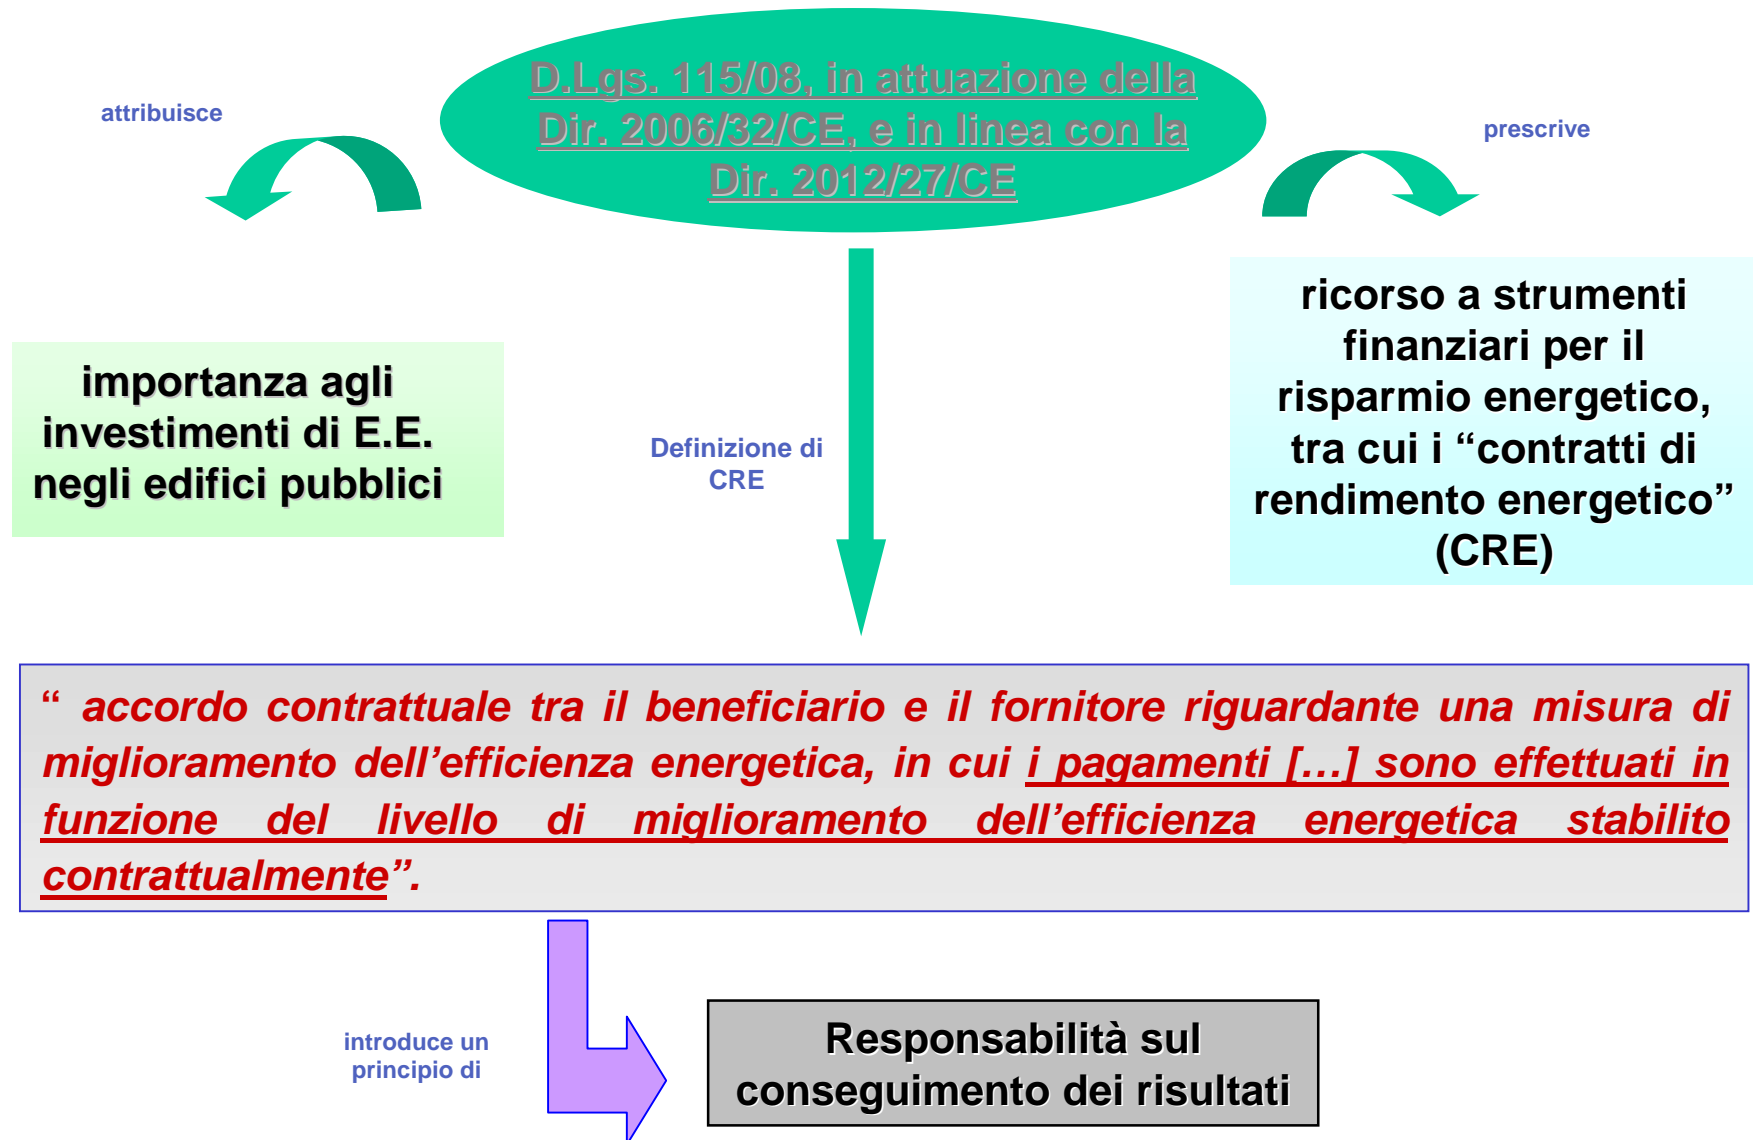 D.Lgs. 115/08, in attuazione della
Dir. 2006/32/CE, e in linea con la
Dir. 2012/27/CE
attribuisce
prescrive
importanza agli
investimenti di E.E.
negli edifici pubblici
Definizione di
CRE
ricorso a strumenti
finanziari per il
risparmio energetico,
tra cui i “contratti di
rendimento energetico”
(CRE)
“ accordo contrattuale tra il beneficiario e il fornitore riguardante una misura di
miglioramento dell’efficienza energetica, in cui i pagamenti […] sono effettuati in
funzione del livello di miglioramento dell’efficienza energetica stabilito
contrattualmente”.
introduce un
principio di
Responsabilità sul
conseguimento dei risultati